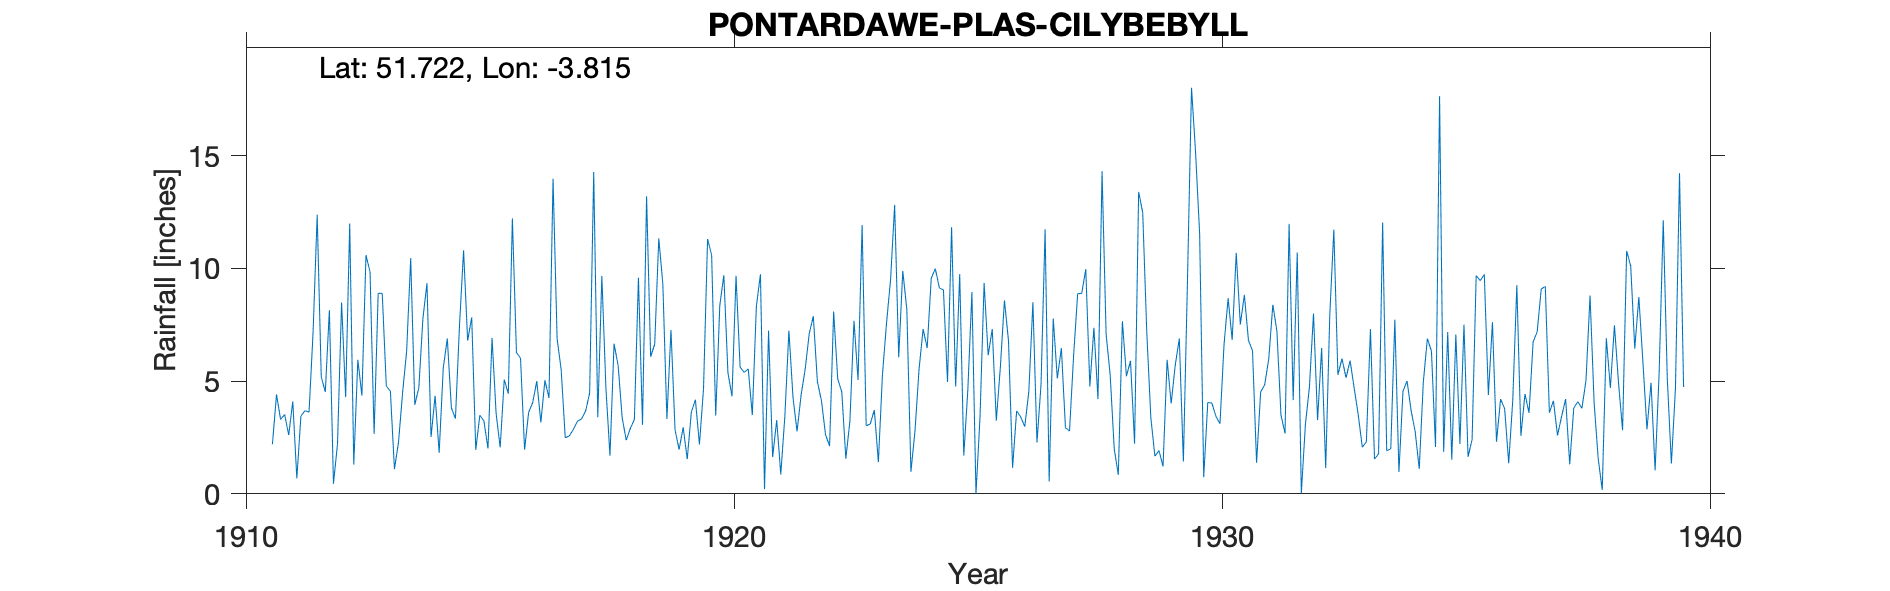 PONTARDAWE-PLAS-CILYBEBYLL
Lat: 51.722, Lon: -3.815
Rainfall [inches]
15
10
5
0
1910
1920
1930
1940
Year